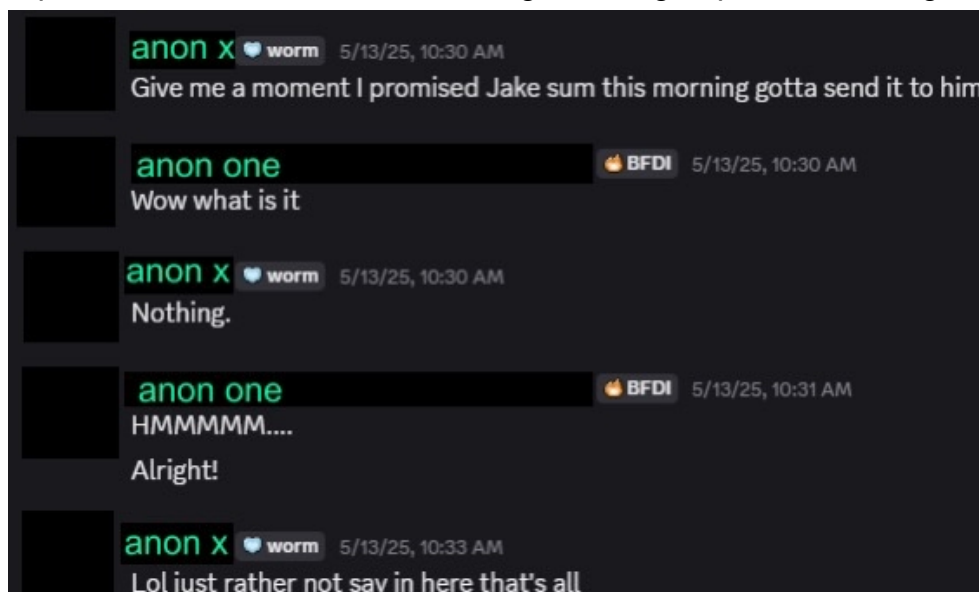 anon x worm 5/13/25, 10:30 AM
Give me a moment I promised Jake sum this morning gotta send it to him
anon one BFDI 5/13/25, 10:30 AM
Wow what is it
anon x worm 5/13/25, 10:30 AM
Nothing.
anon one BFDI 5/13/25, 10:31 AM
HMMMMM....
Alright!
anon x worm 5/13/25, 10:33 AM
Lol just rather not say in here that's all